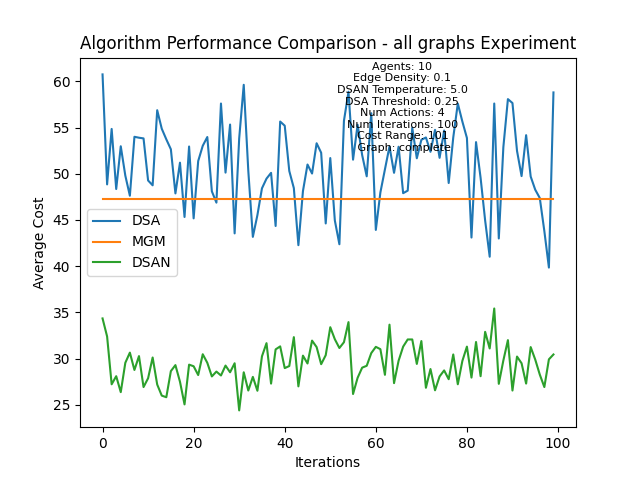 Algorithm Performance Comparison - all graphs Experiment
Agents: 10
Edge Density: 0.1
DSAN Temperature: 5.0
DSA Threshold: 0.25
Num Actions: 4
Num Iterations: 100
Cost Range: 101
Graph: complete
Average Cost
60
55
50
45
40
35
30
25
DSA
MGM
DSAN
0
20
40
60
80
100
Iterations